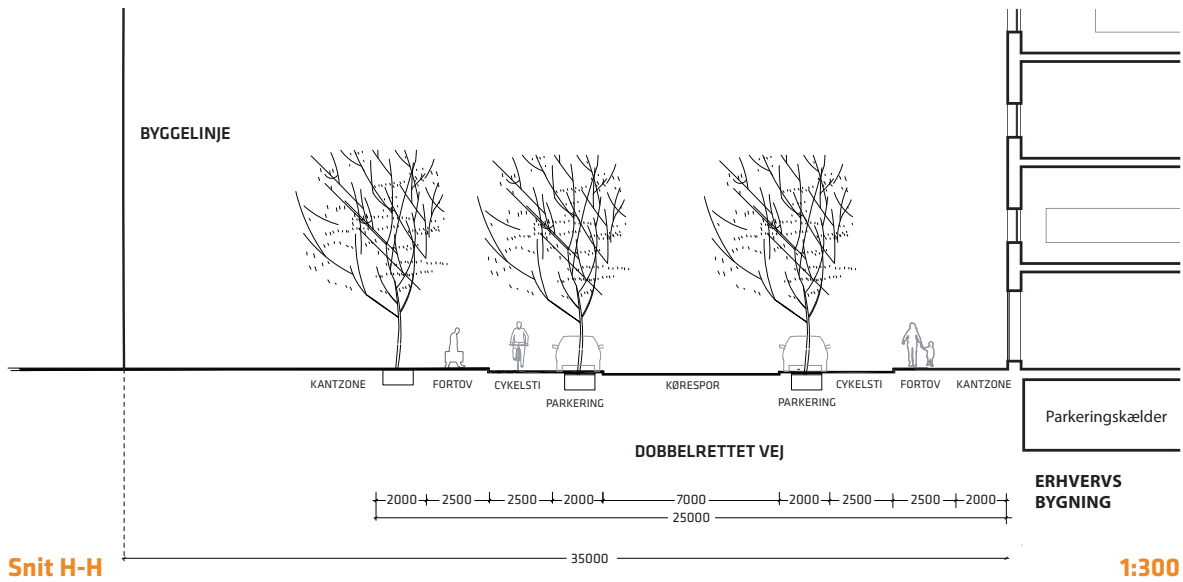 BYGGELINJE
KANTZONE FORTOV CYKELSTI KØRESPOR CYKELSTI FORTOV KANTZONE
PARKERING PARKERING
Parkeringskælder
DOBBELRETTET VEJ
ERHVERVS
BYGNING
2000 2500 2500 2000 7000 2000 2500 2500 2000
25000
35000
Snit H-H
1:300